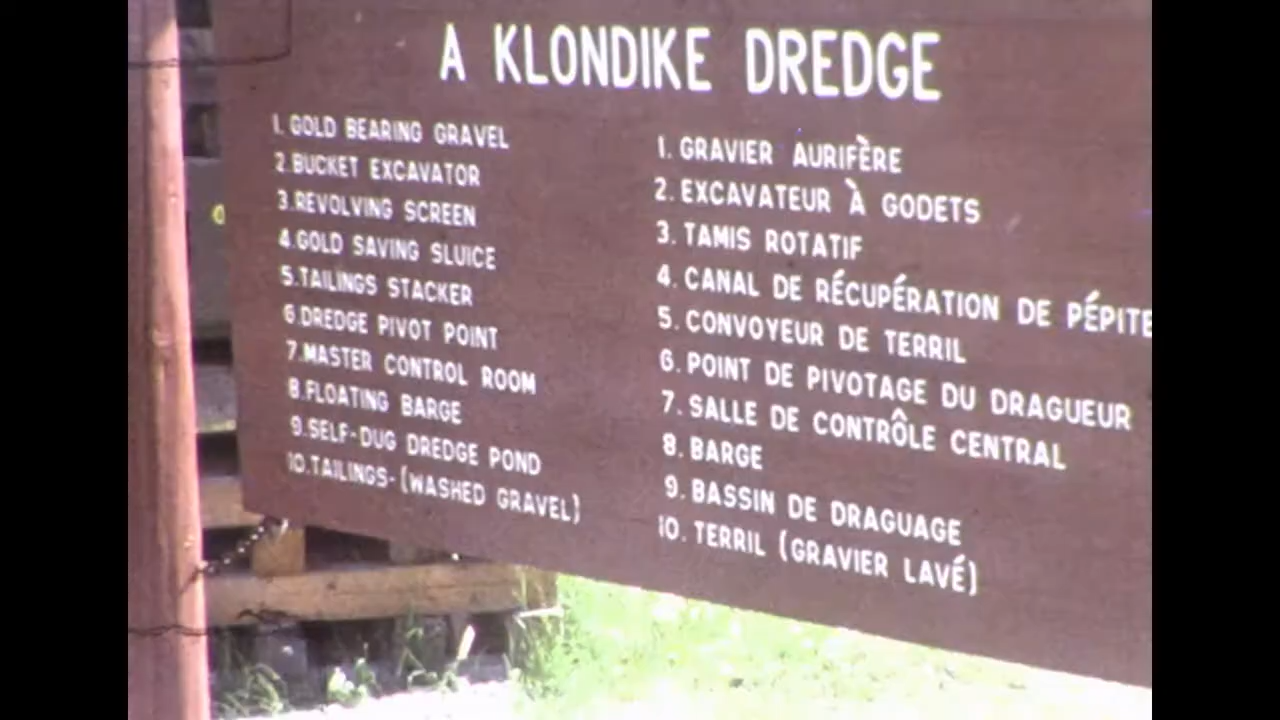 A KLONDIKE DREDGE
1. GOLD BEARING GRAVEL
2. BUCKET EXCAVATOR
3. REVOLVING SCREEN
4. GOLD SAVING SLUICE
5. TAILINGS STACKER
6. DREDGE PIVOT POINT
7. MASTER CONTROL ROOM
8. FLOATING BARGE
9. SELF-DUG DREDGE POND
10. TAILINGS-(WASHED GRAVEL)
1. GRAVIER AURIFÈRE
2. EXCAVATEUR À GODETS
3. TAMIS ROTATIF
4. CANAL DE RÉCUPÉRATION DE PÉPITE
5. CONVOYEUR DE TERRIL
6. POINT DE PIVOTAGE DU DRAGUEUR
7. SALLE DE CONTRÔLE CENTRAL
8. BARGE
9. BASSIN DE DRAGUAGE
10. TERRIL (GRAVIER LAVÉ)